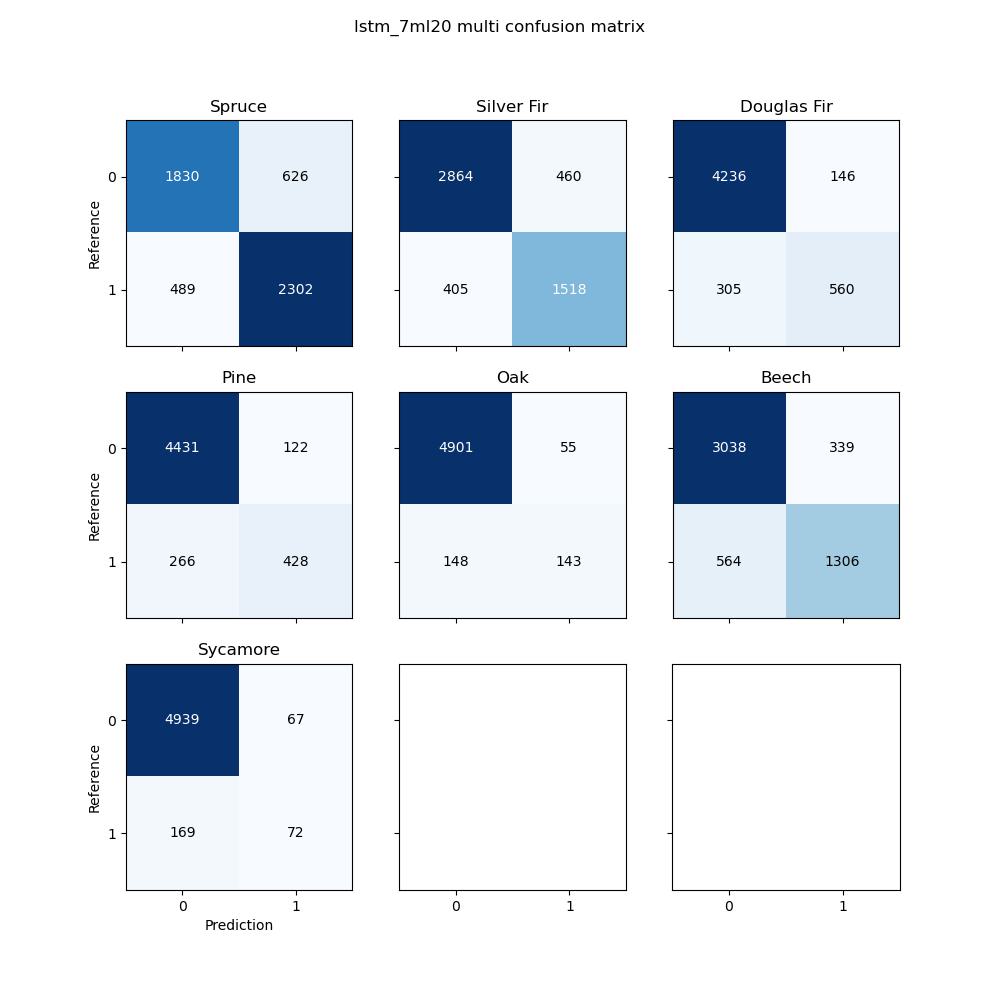 lstm_7ml20 multi confusion matrix
Spruce Silver Fir Douglas Fir
0 1830 626 2864 460 4236 146
Reference
1 489 2302 405 1518 305 560
Pine Oak Beech
0 4431 122 4901 55 3038 339
Reference
1 266 428 148 143 564 1306
Sycamore
0 4939 67
Reference
1 169 72
0 1 0 1 0 1
Prediction